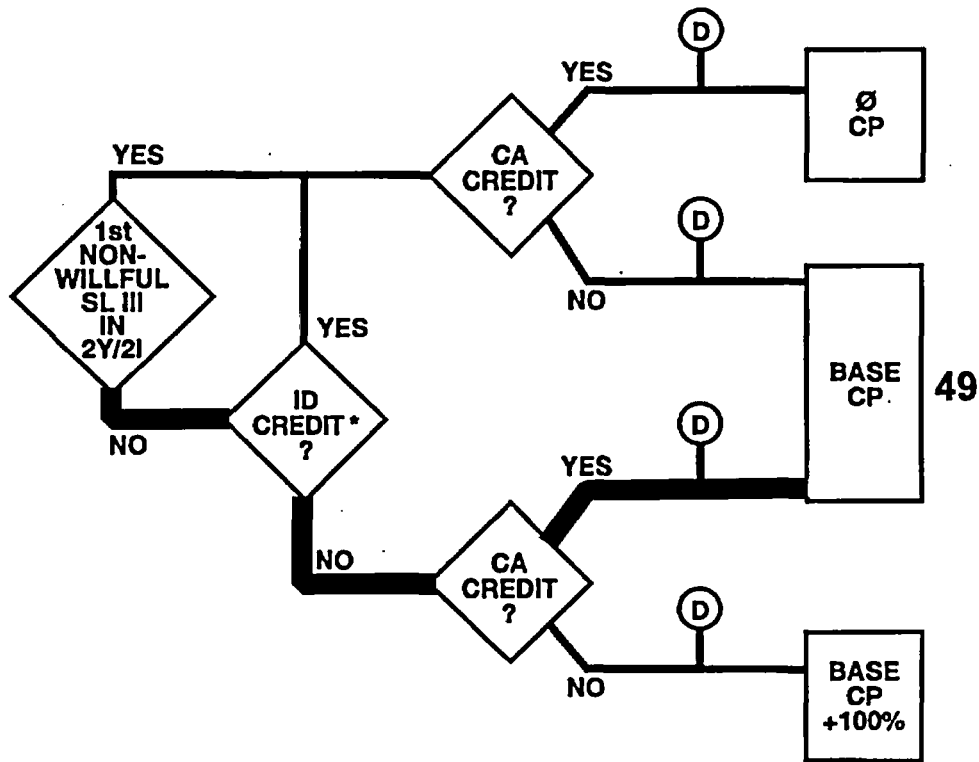 D
YES
Ø
CP
CA
CREDIT
?
YES
D
NO
1st
NON-
WILLFUL
SL III
IN
2Y/2I
YES
NO
BASE
CP
49
ID
CREDIT*
?
D
YES
NO
CA
CREDIT
?
D
NO
BASE
CP
+100%